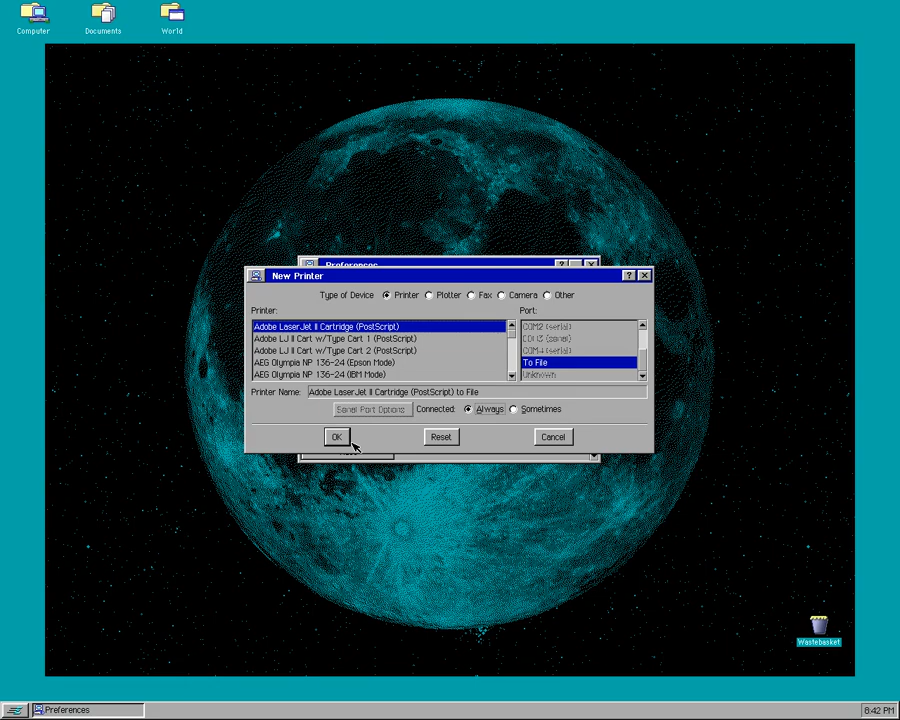 Computer
Documents
World
Preferences
New Printer
Type of Device Printer Plotter Fax Camera Other
Printer:
Port:
Adobe LaserJet II Cartridge (PostScript)
Adobe LJ II Cart w/Type Cart 1 (PostScript)
Adobe LJ II Cart w/Type Cart 2 (PostScript)
AEG Olympia NP 136-24 (Epson Mode)
AEG Olympia NP 136-24 (IBM Mode)
COM2 (serial)
COM3 (serial)
COM4 (serial)
To File
Unknown
Printer Name: Adobe LaserJet II Cartridge (PostScript) to File
Serial Port Options Connected: Always Sometimes
OK Reset Cancel
Wastebasket
Preferences
8:42 PM